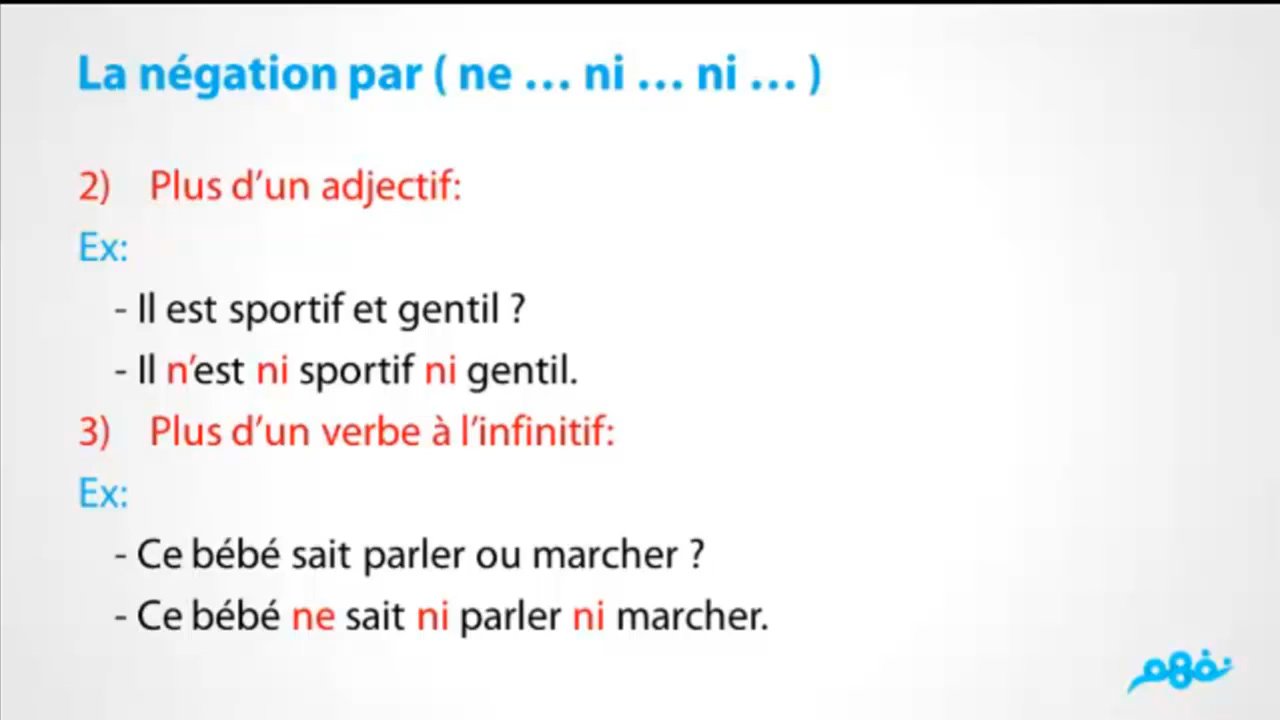 La négation par ( ne ... ni ... ni ... )
2) Plus d’un adjectif:
Ex:
- Il est sportif et gentil ?
- Il n’est ni sportif ni gentil.
3) Plus d’un verbe à l’infinitif:
Ex:
- Ce bébé sait parler ou marcher ?
- Ce bébé ne sait ni parler ni marcher.
نفهم